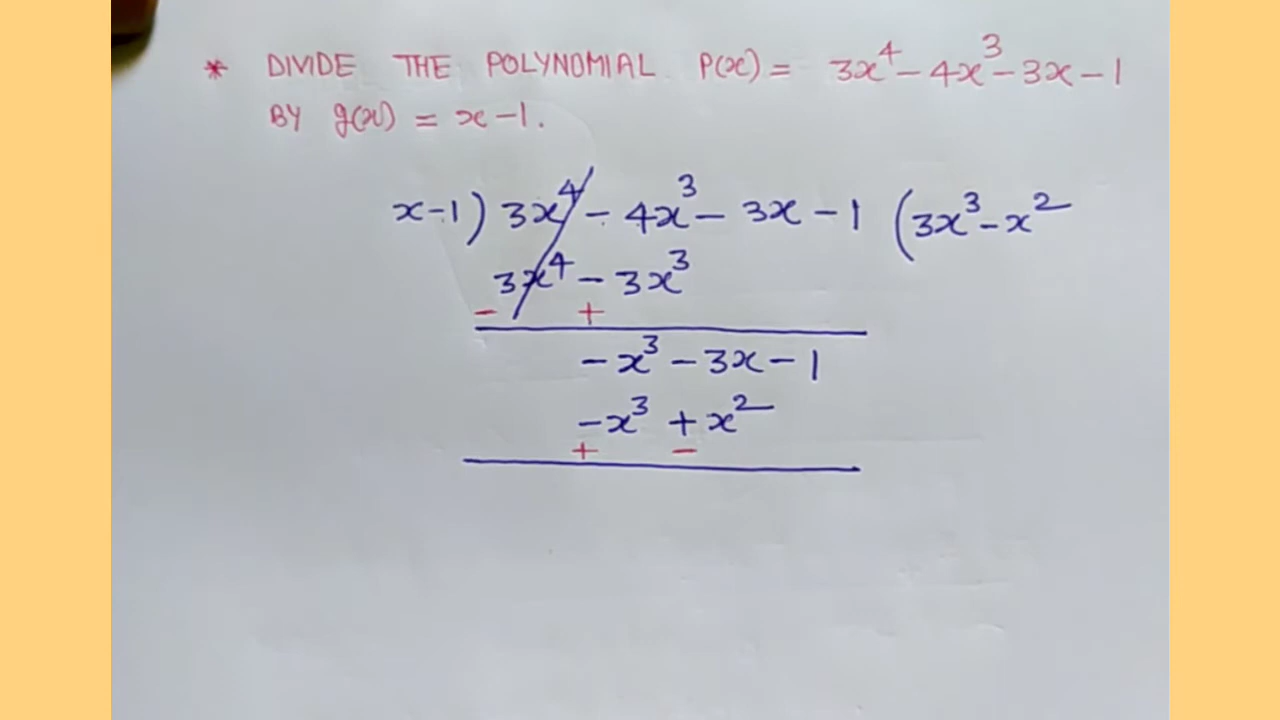 * DIVIDE THE POLYNOMIAL P(x) = 3x⁴ - 4x³ - 3x - 1
BY g(x) = x - 1.
x-1) 3x⁴ - 4x³ - 3x - 1 (3x³ - x²
3x⁴ - 3x³
- +
-x³ - 3x - 1
-x³ + x²
+ -